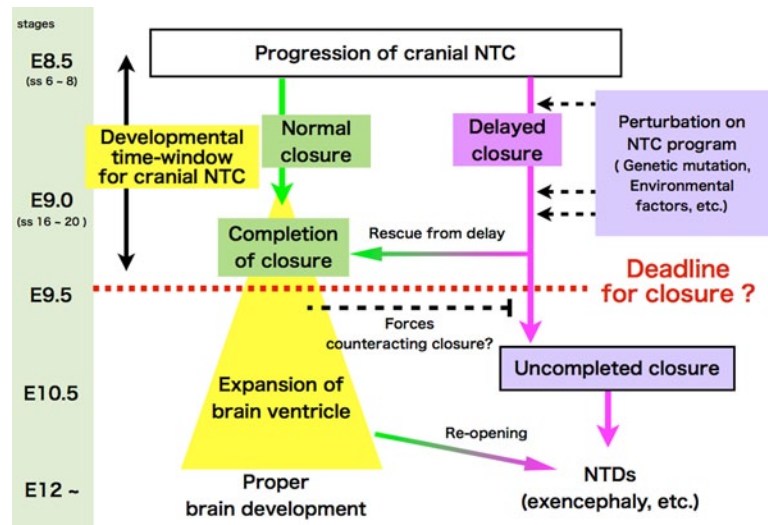 stages
E8.5
(ss 6 – 8)
E9.0
(ss 16 – 20 )
E9.5
E10.5
E12 ~
Progression of cranial NTC
Developmental
time-window
for cranial NTC
Normal
closure
Delayed
closure
Perturbation on
NTC program
( Genetic mutation,
Environmental
factors, etc.)
Completion
of closure
Rescue from delay
Deadline
for closure ?
Forces
counteracting closure?
Uncompleted closure
Expansion of
brain ventricle
Re-opening
Proper
brain development
NTDs
(exencephaly, etc.)